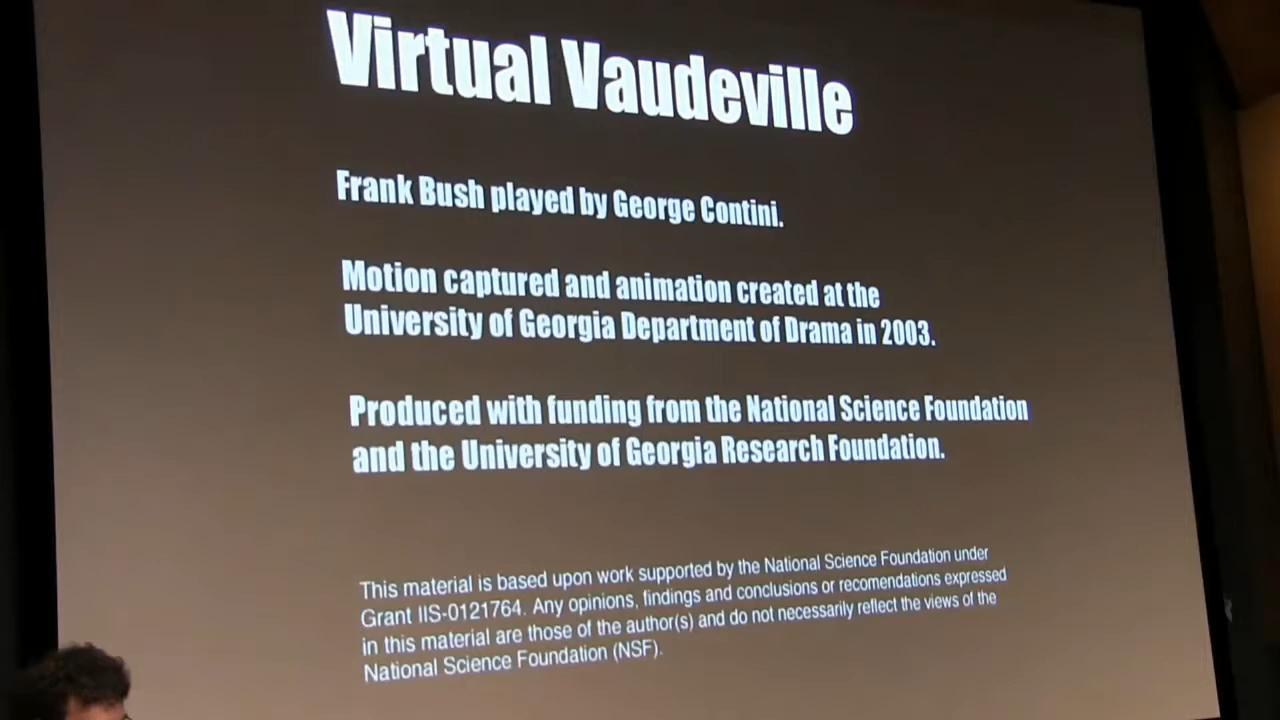 Virtual Vaudeville
Frank Bush played by George Contini.
Motion captured and animation created at the
University of Georgia Department of Drama in 2003.
Produced with funding from the National Science Foundation
and the University of Georgia Research Foundation.
This material is based upon work supported by the National Science Foundation under
Grant IIS-0121764. Any opinions, findings and conclusions or recomendations expressed
in this material are those of the author(s) and do not necessarily reflect the views of the
National Science Foundation (NSF).